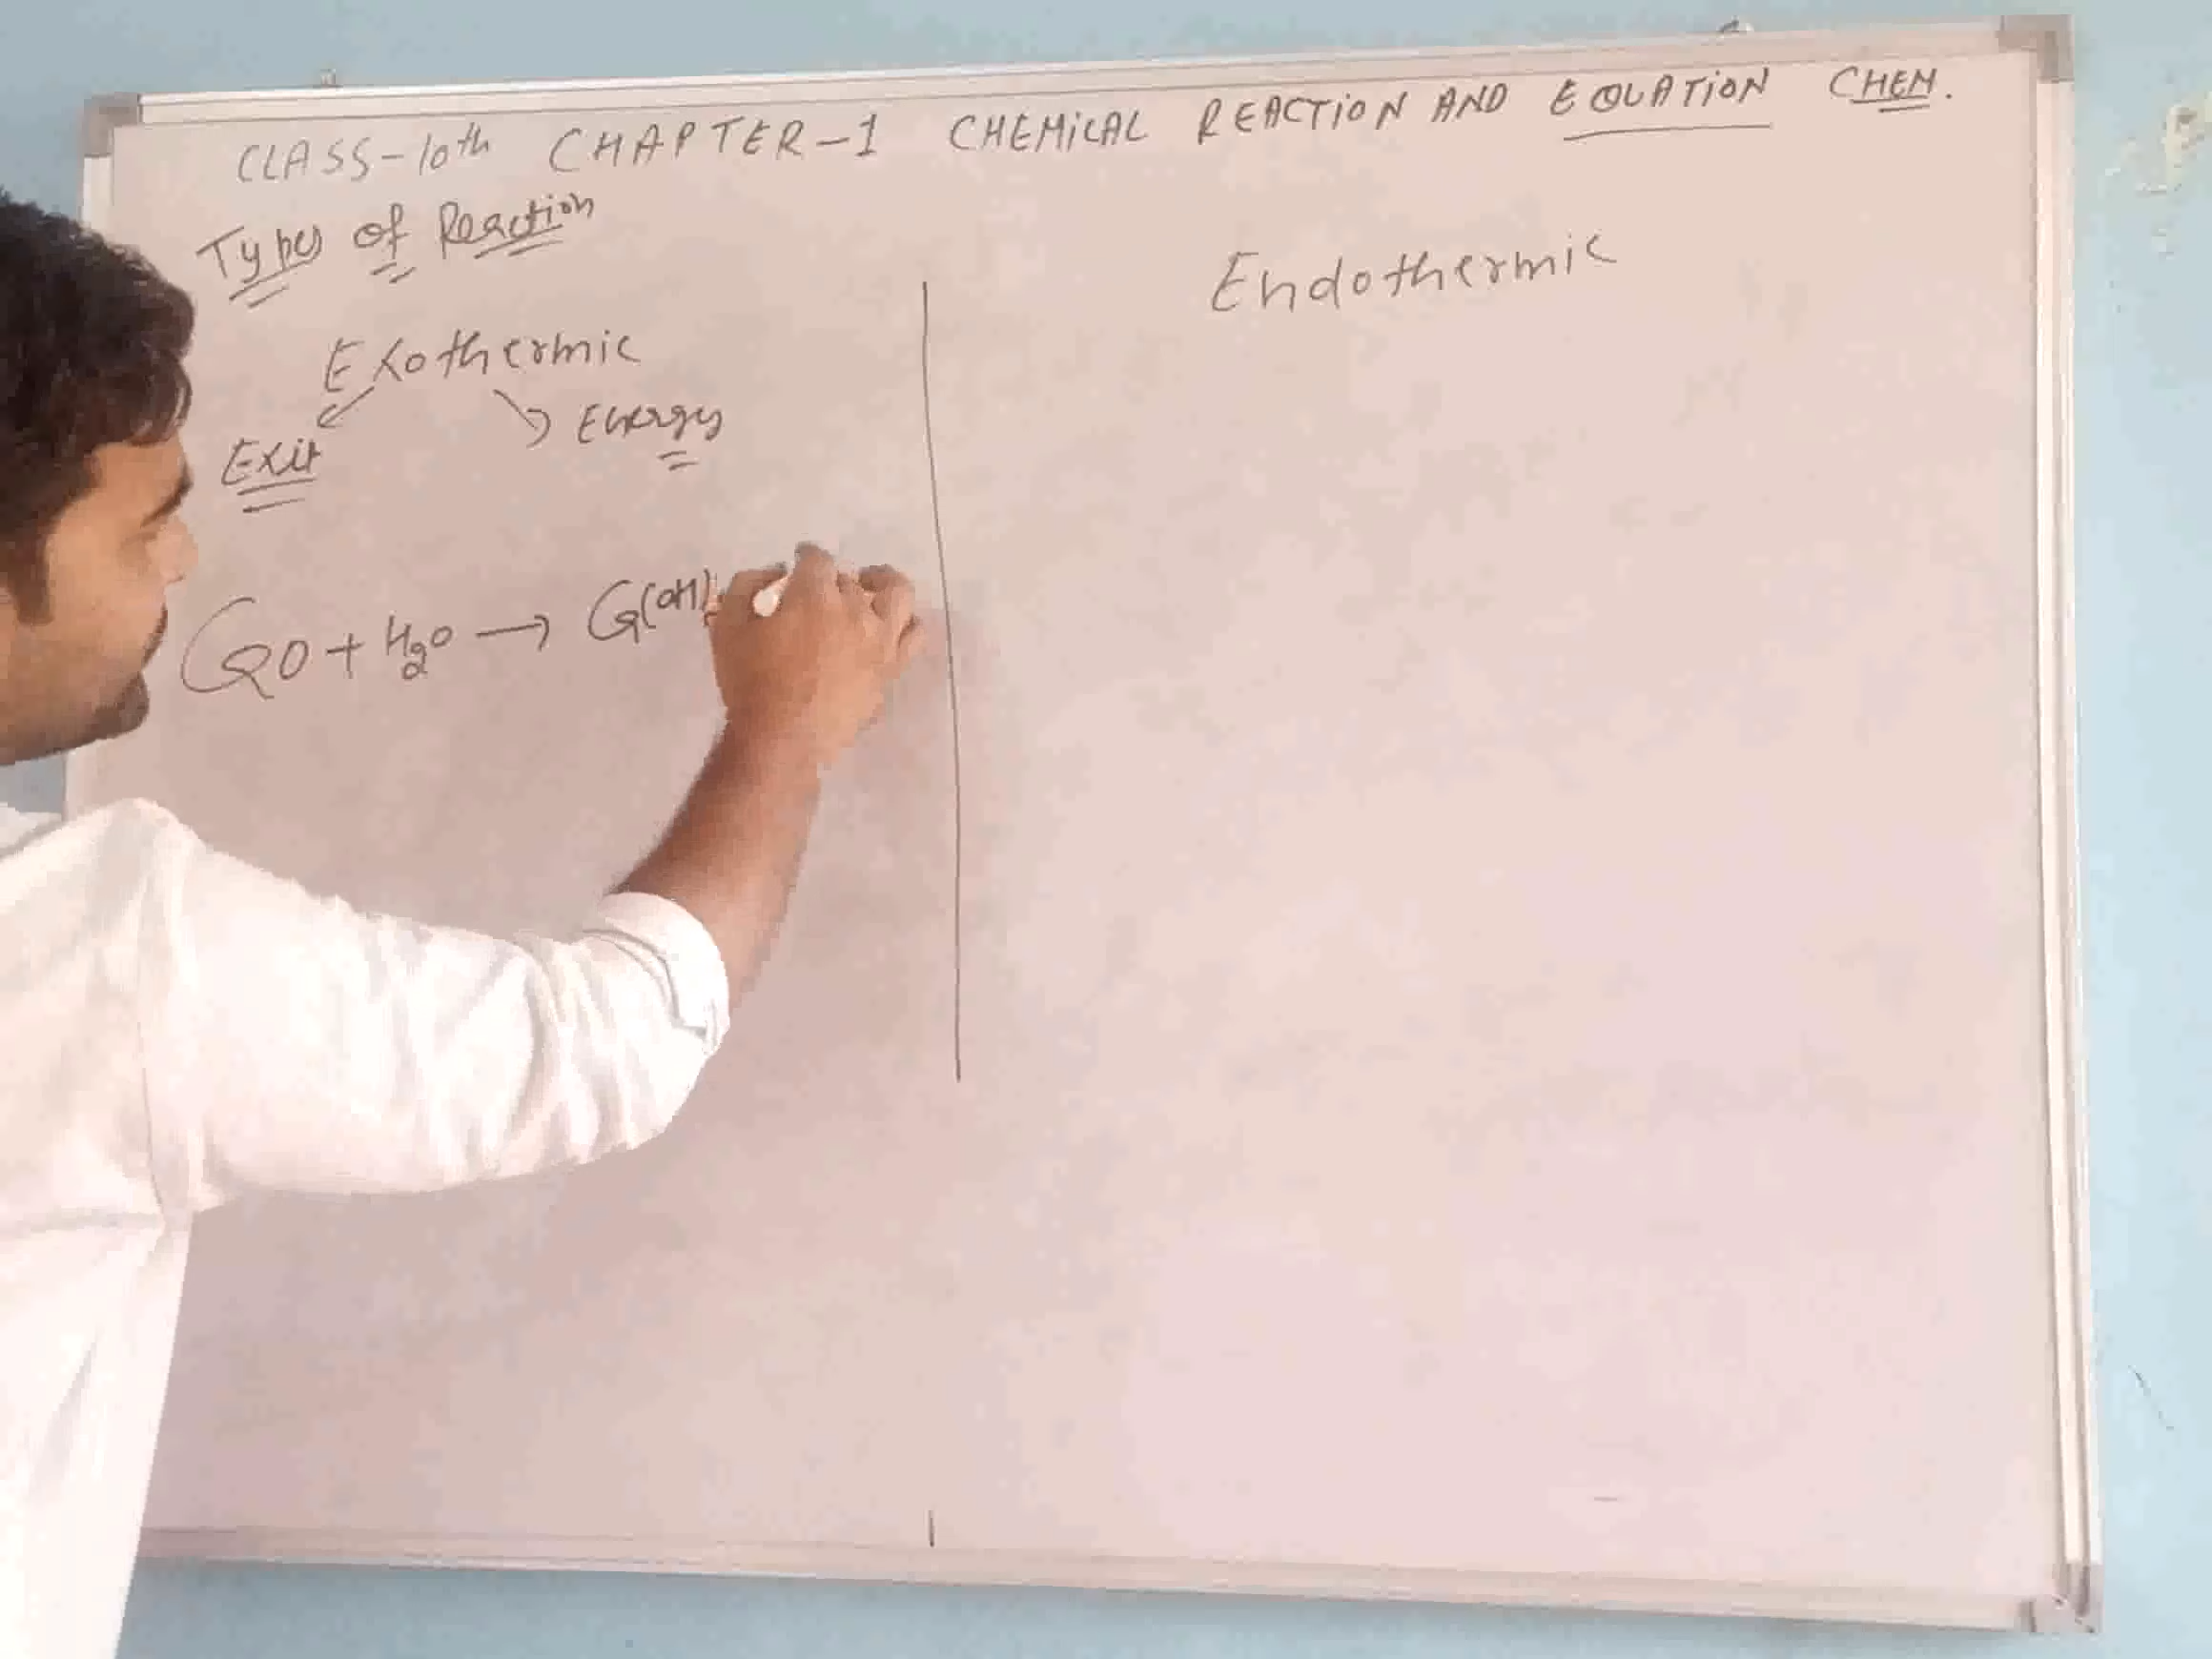 CLASS-10th CHAPTER-1 CHEMICAL REACTION AND EQUATION CHEM.
Types of Reaction
Exothermic
Exit
Energy
CaO + H2O → Ca(OH)
Endothermic